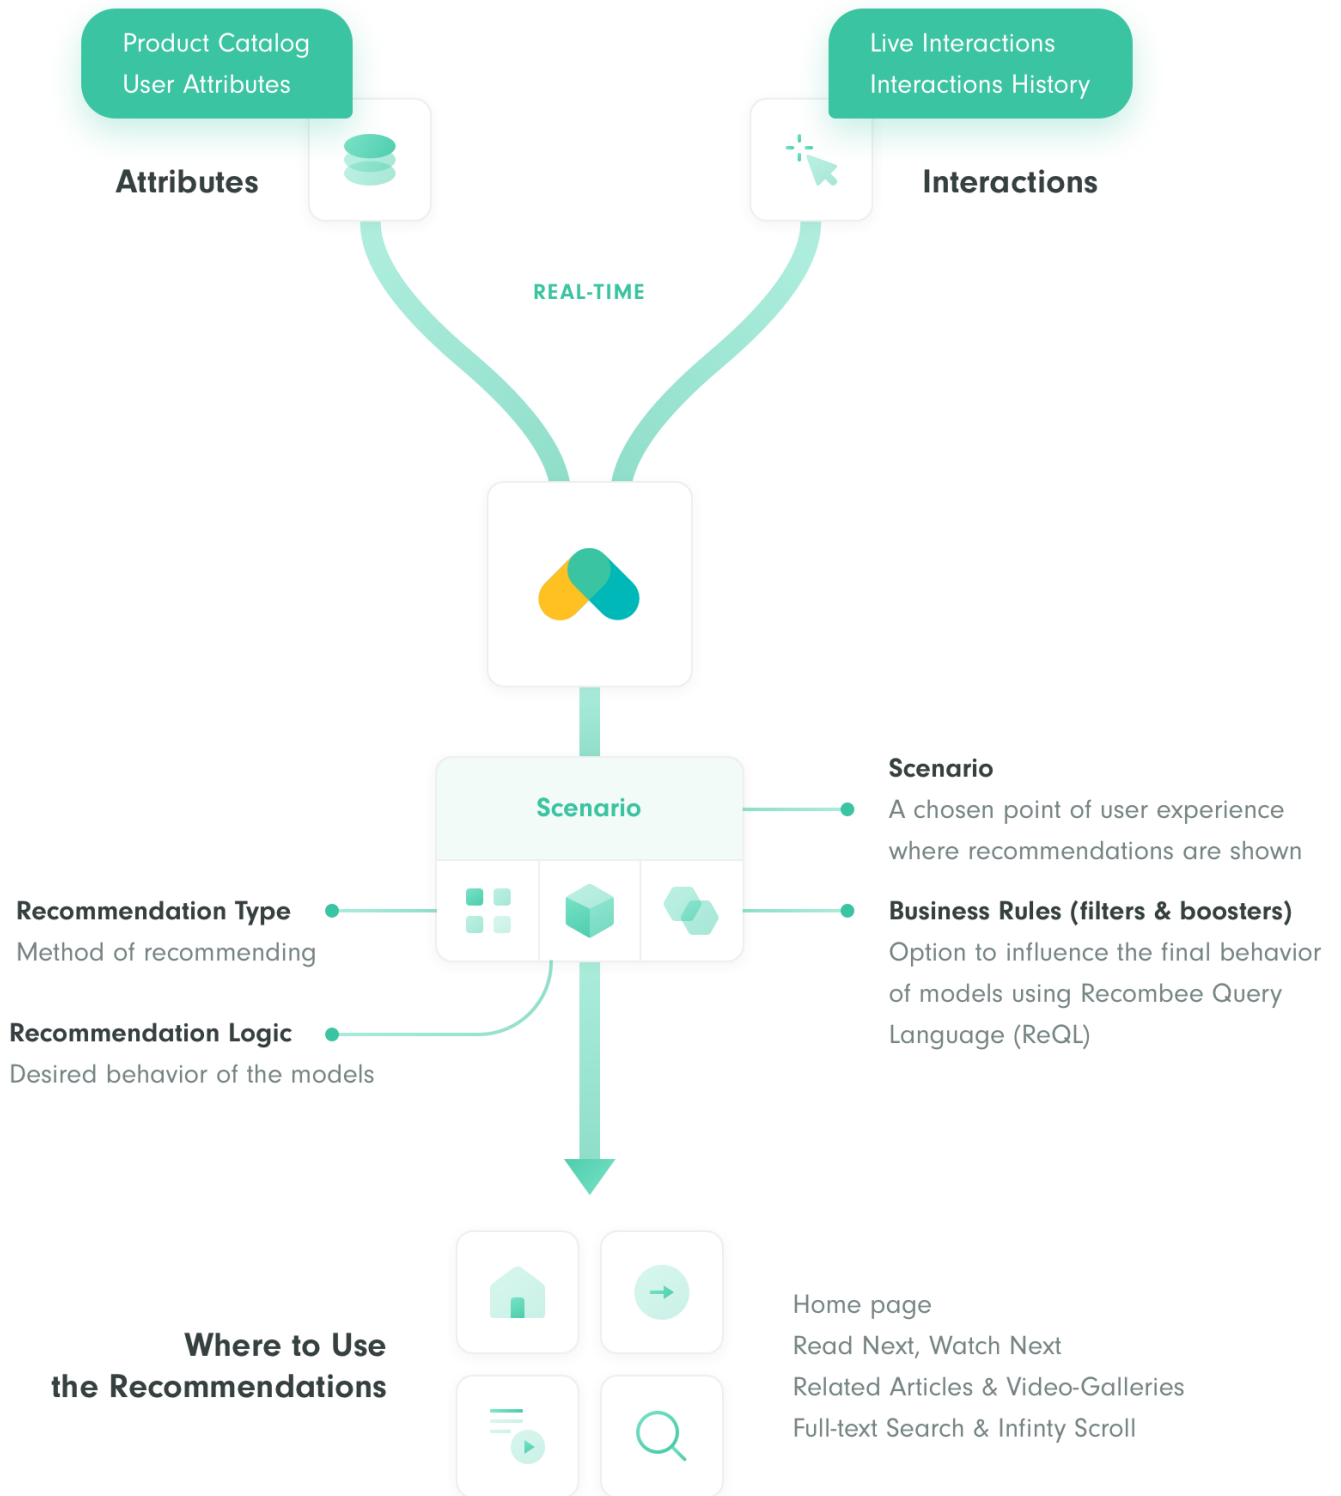 Product Catalog
User Attributes
Live Interactions
Interactions History
Attributes
Interactions
REAL-TIME
Scenario
Scenario
A chosen point of user experience
where recommendations are shown
Recommendation Type
Method of recommending
Business Rules (filters & boosters)
Option to influence the final behavior
of models using Recombee Query
Language (ReQL)
Recommendation Logic
Desired behavior of the models
Where to Use
the Recommendations
Home page
Read Next, Watch Next
Related Articles & Video-Galleries
Full-text Search & Infinty Scroll